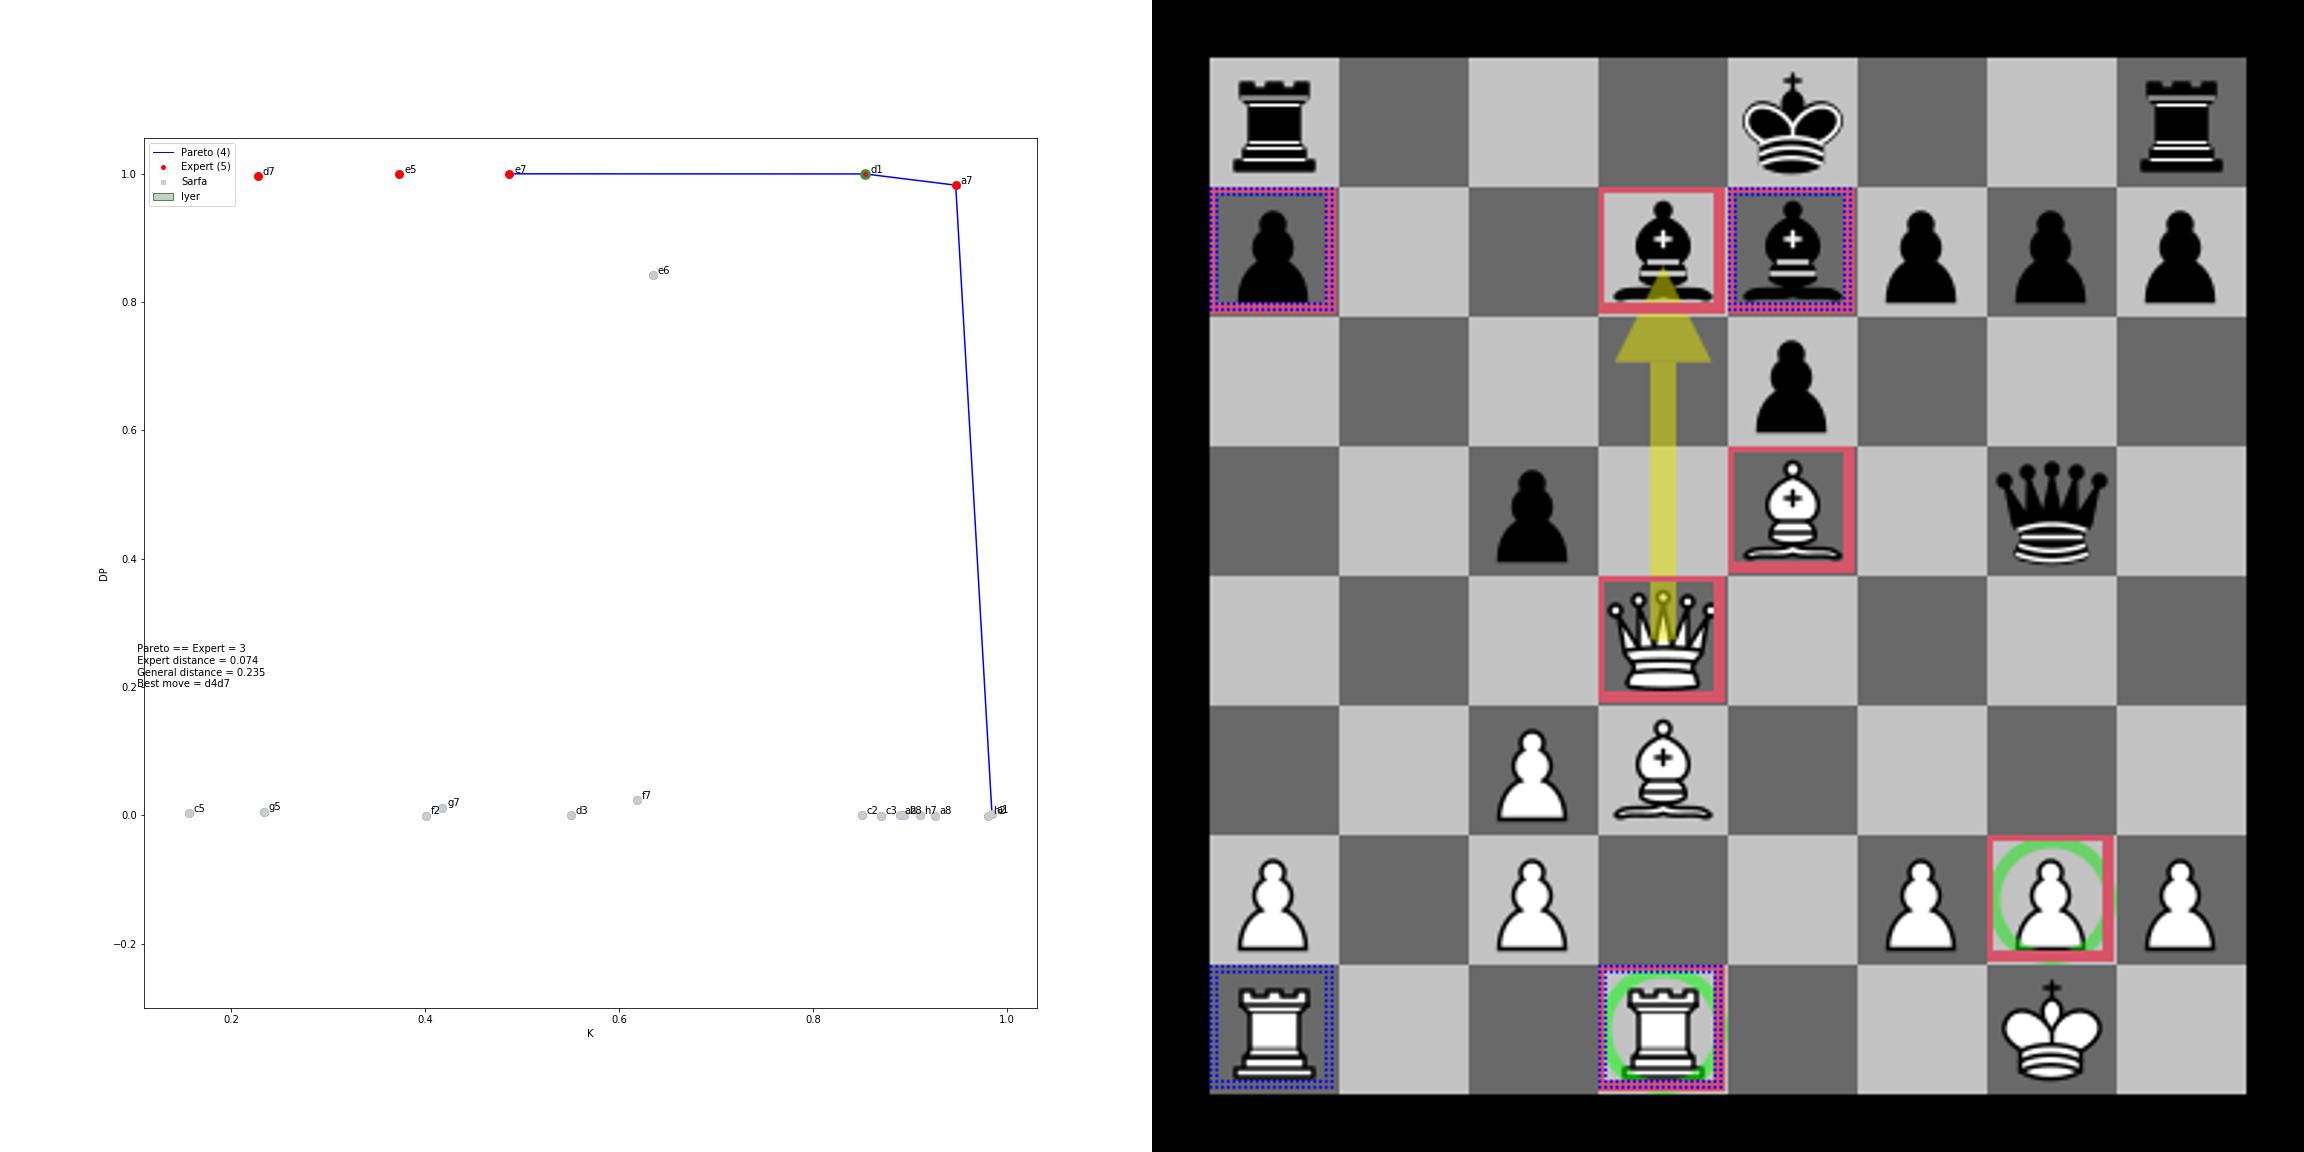 Pareto (4)
Expert (5)
Sarfa
Iyer
1.0
0.8
0.6
0.4
0.2
0.0
−0.2
DP
d7
e5
e7
d1
a7
e6
Pareto == Expert = 3
Expert distance = 0.074
General distance = 0.235
Best move = d4d7
c5
g5
f2
g7
d3
f7
c2
c3
h7
a8
0.2
0.4
0.6
0.8
1.0
K